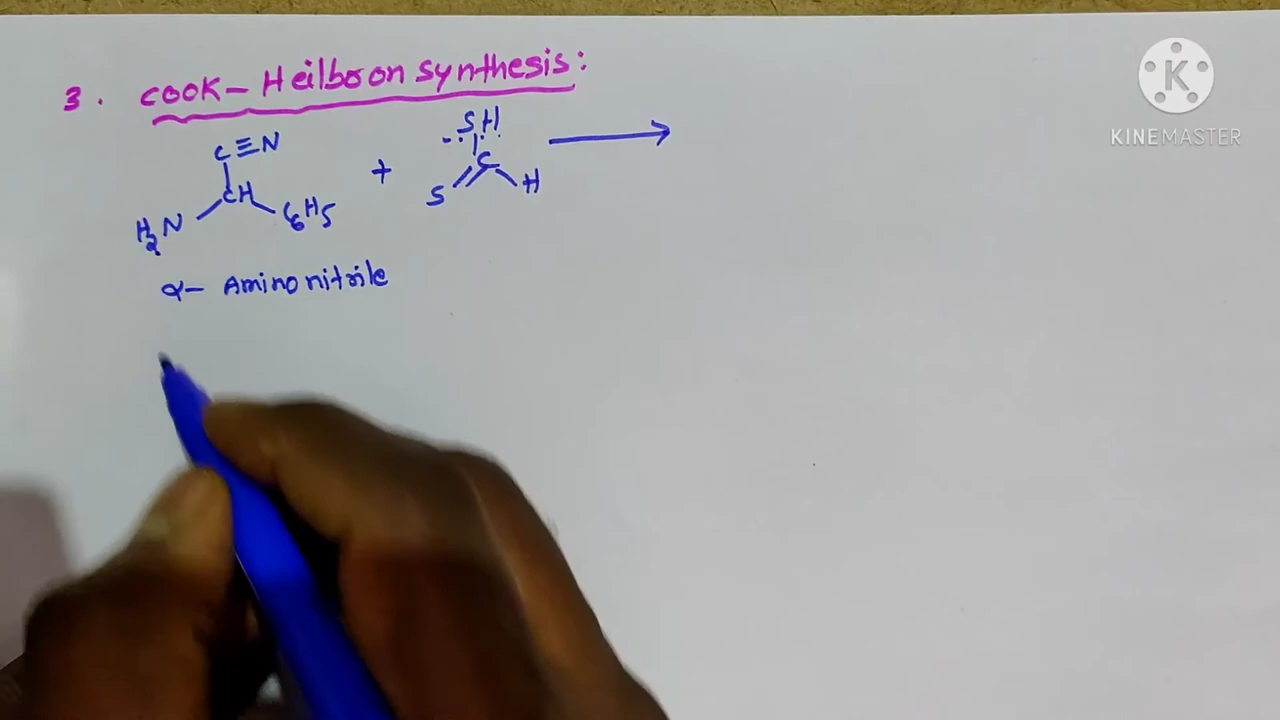 3. Cook-Heilbron synthesis:
C≡N SH
CH + C
H2N C6H5 S H
α- Aminonitrile
KINEMASTER